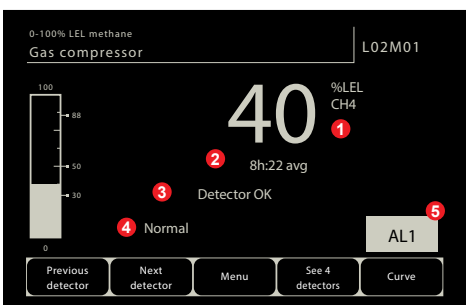 0-100% LEL methane
Gas compressor
L02M01
100
88
50
30
0
40
%LEL
CH4
1
2
8h:22 avg
3
Detector OK
4
Normal
5
AL1
Previous
detector
Next
detector
Menu
See 4
detectors
Curve